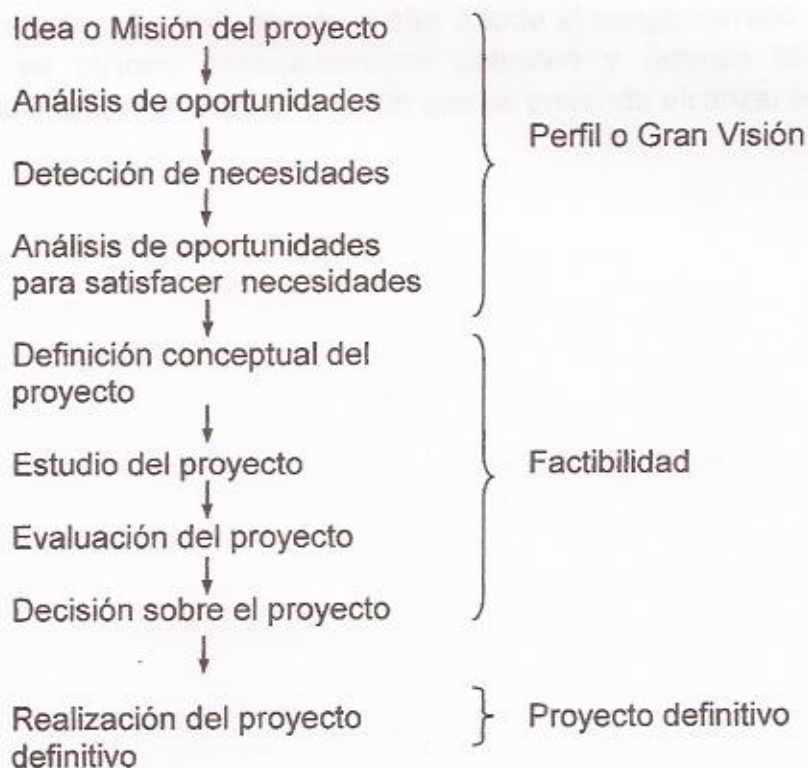 Idea o Misión del proyecto
Análisis de oportunidades
Perfil o Gran Visión
Detección de necesidades
Análisis de oportunidades
para satisfacer necesidades
Definición conceptual del
proyecto
Estudio del proyecto
Factibilidad
Evaluación del proyecto
Decisión sobre el proyecto
Realización del proyecto
Proyecto definitivo
definitivo